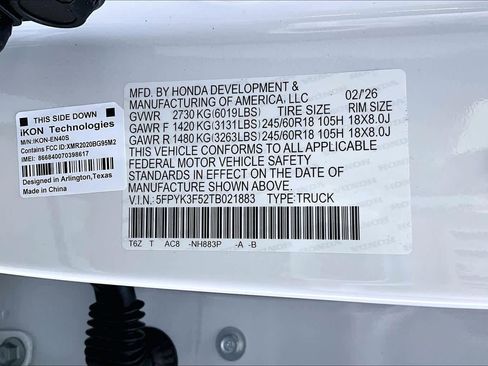 THIS SIDE DOWN
iKON Technologies
M/N:IKON-EN40S
Contains FCC ID:XMR2020BG95M2
IMEI: 866840070398617
Designed in Arlington,Texas
Made in China
MFD. BY HONDA DEVELOPMENT & 02/'26
MANUFACTURING OF AMERICA, LLC
GVWR 2730 KG(6019LBS) TIRE SIZE RIM SIZE
GAWR F 1420 KG(3131LBS)245/60R18 105H 18X8.0J
GAWR R 1480 KG(3263LBS)245/60R18 105H 18X8.0J
THIS VEHICLE CONFORMS TO ALL APPLICABLE
FEDERAL MOTOR VEHICLE SAFETY STANDARDS
IN EFFECT ON THE DATE OF MANUFACTURE SHOWN ABOVE.
V.I.N.: 5FPYK3F52TB021883 TYPE:TRUCK
T6Z T AC8 -NH883P -A -B